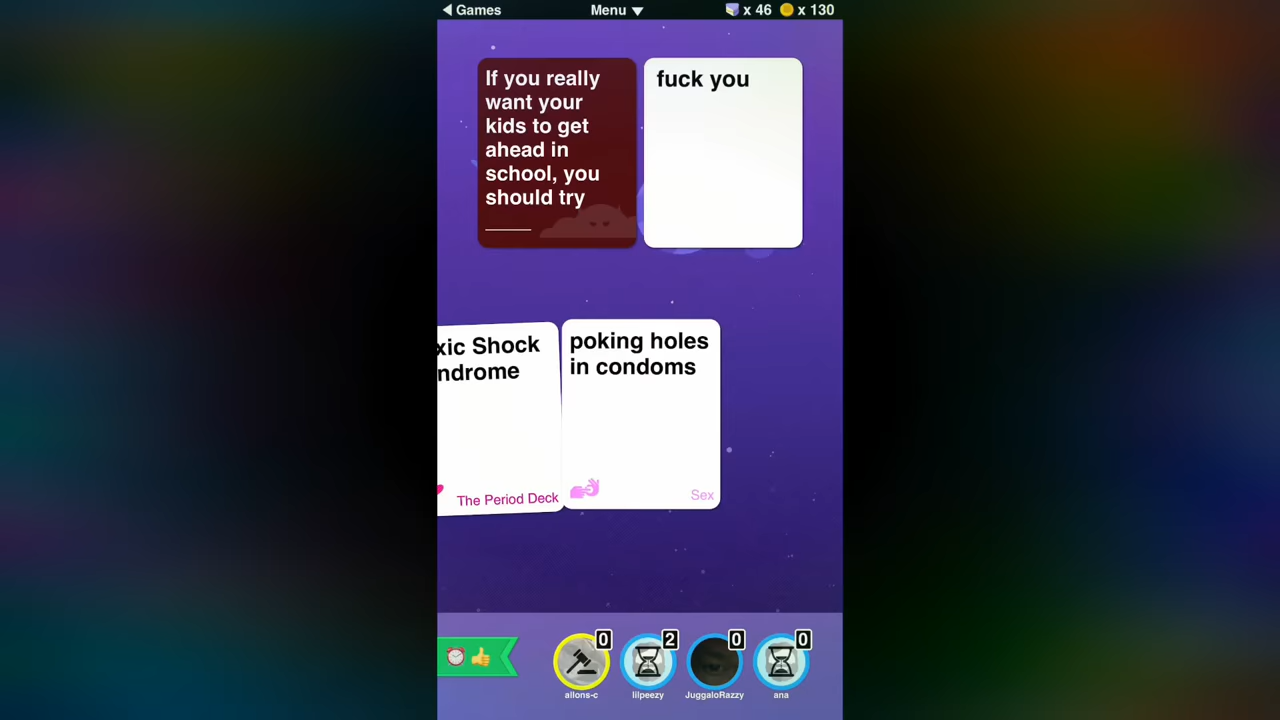 Games
Menu
x 46
x 130
If you really
want your
kids to get
ahead in
school, you
should try
_____
fuck you
xic Shock
ndrome
The Period Deck
poking holes
in condoms
Sex
0
2
0
0
allons-c
lilpeezy
JuggaloRazzy
ana